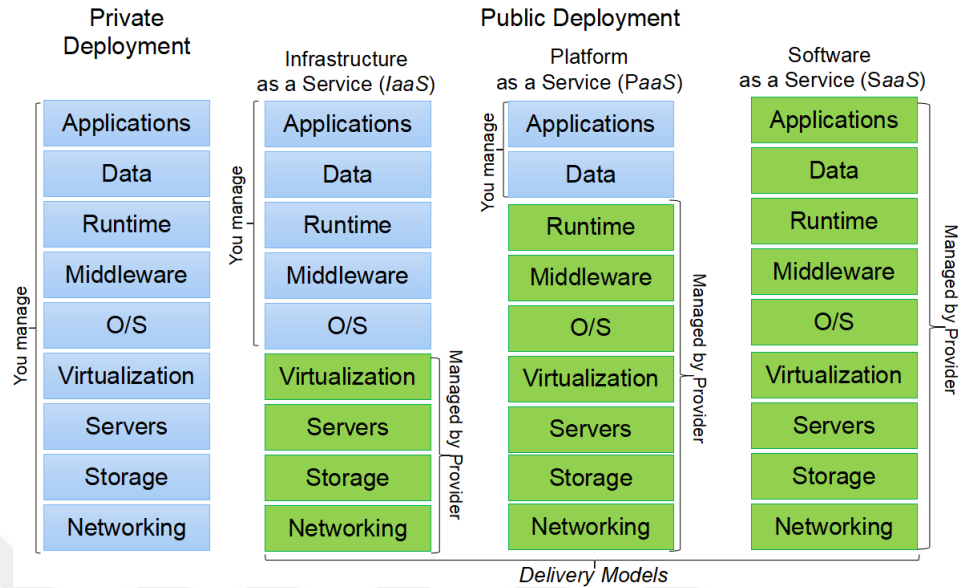 Private
Deployment
Public Deployment
Infrastructure
as a Service (IaaS)
Platform
as a Service (PaaS)
Software
as a Service (SaaS)
You manage
Applications
Data
Runtime
Middleware
O/S
Virtualization
Servers
Storage
Networking
You manage
Applications
Data
Runtime
Middleware
O/S
Virtualization
Servers
Storage
Networking
Managed by Provider
You manage
Applications
Data
Runtime
Middleware
O/S
Virtualization
Servers
Storage
Networking
Managed by Provider
Applications
Data
Runtime
Middleware
O/S
Virtualization
Servers
Storage
Networking
Managed by Provider
Delivery Models